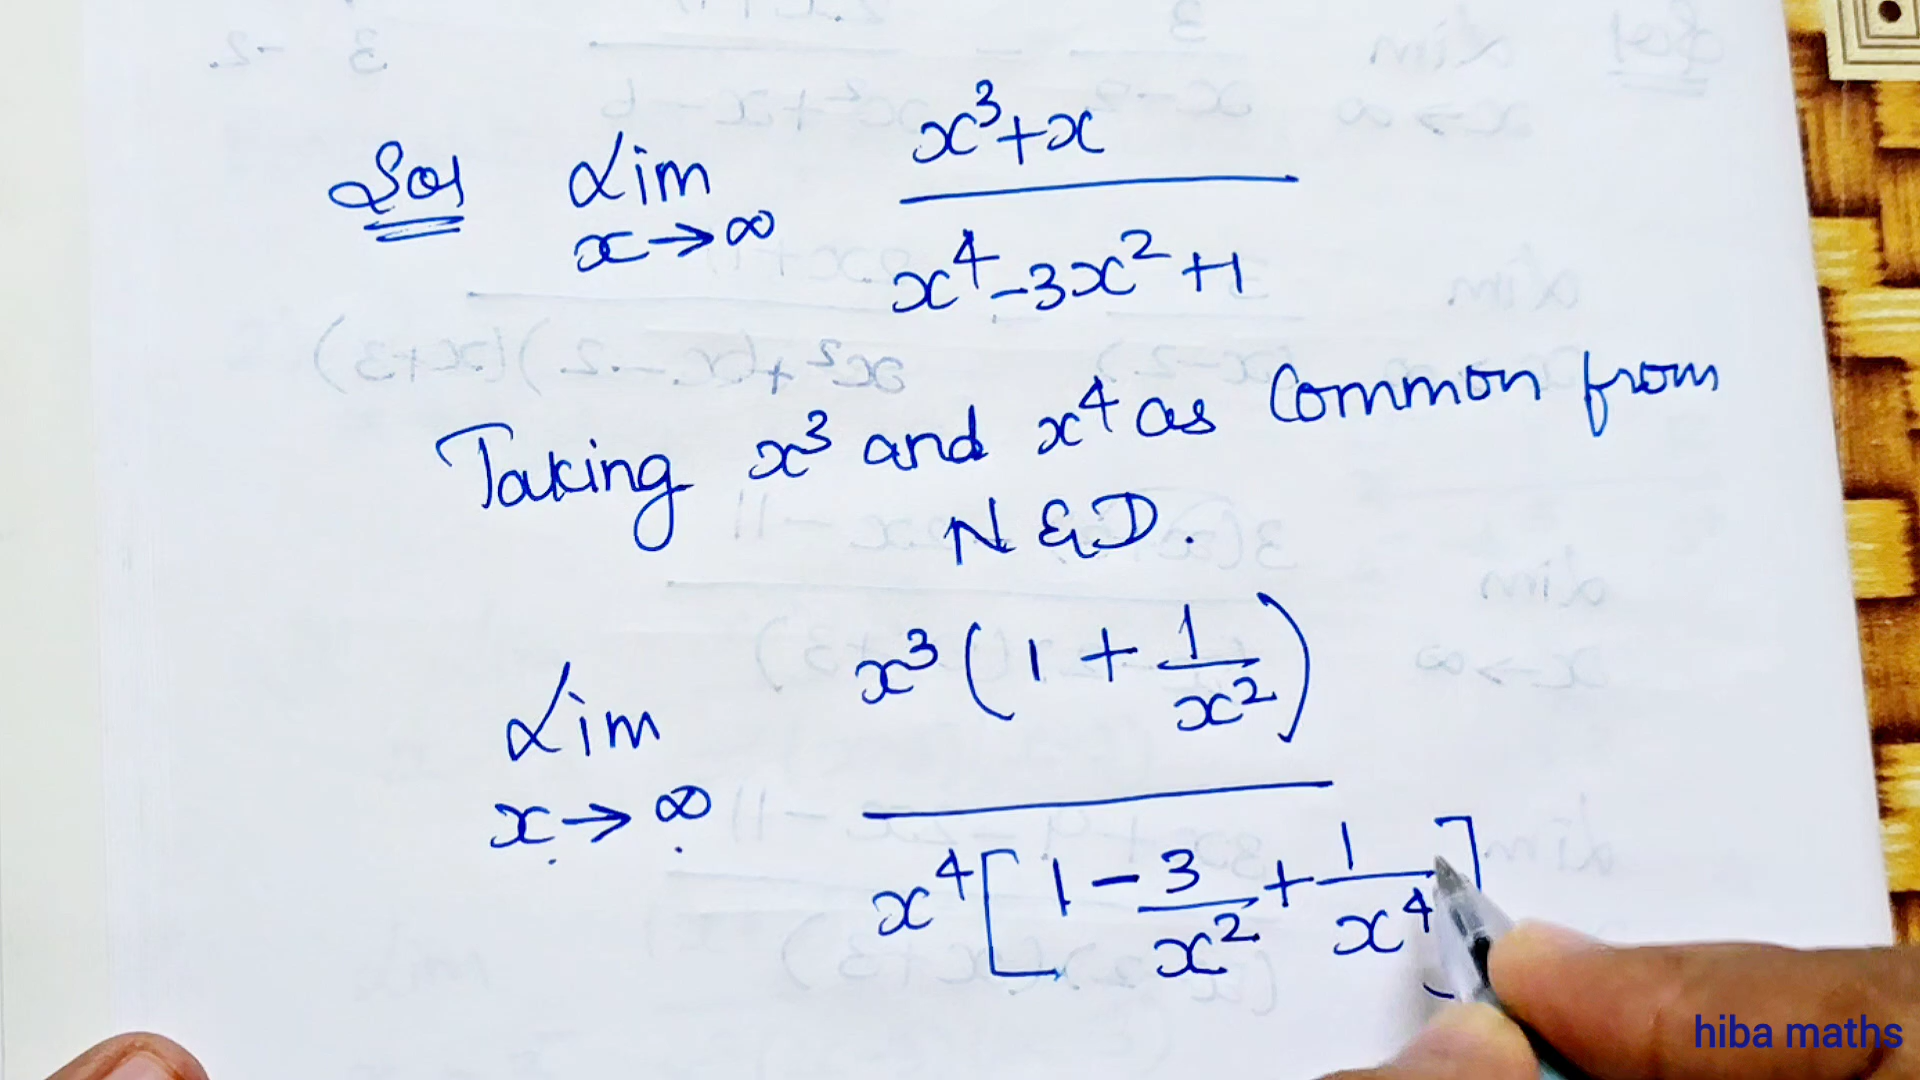 Sol Lim x³+x
x→∞ x⁴-3x²+1
Taking x³ and x⁴ as Common from
N & D.
Lim x³(1+1/x²)
x→∞ x⁴[1-3/x²+1/x⁴]
hiba maths